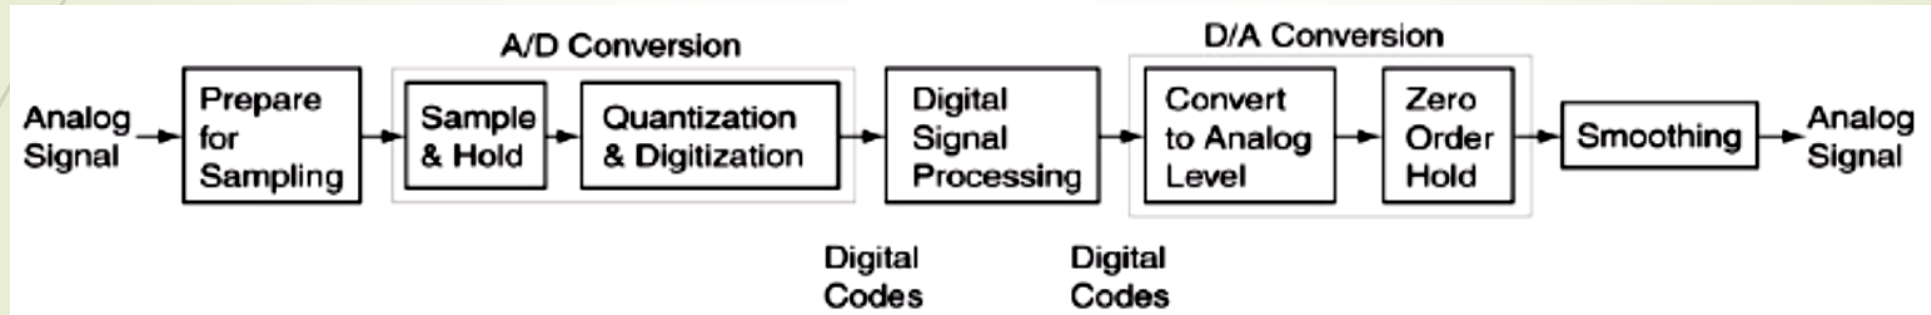 A/D Conversion
D/A Conversion
Analog
Signal
Prepare
for
Sampling
Sample
& Hold
Quantization
& Digitization
Digital
Signal
Processing
Convert
to Analog
Level
Zero
Order
Hold
Smoothing
Analog
Signal
Digital
Codes
Digital
Codes